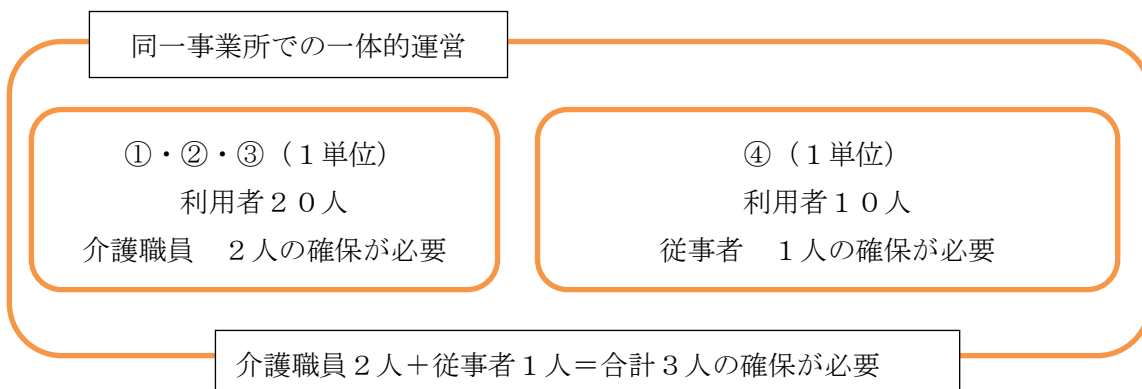 同一事業所での一体的運営
①・②・③（１単位）
利用者２０人
介護職員　２人の確保が必要
④（１単位）
利用者１０人
従事者　１人の確保が必要
介護職員２人＋従事者１人＝合計３人の確保が必要